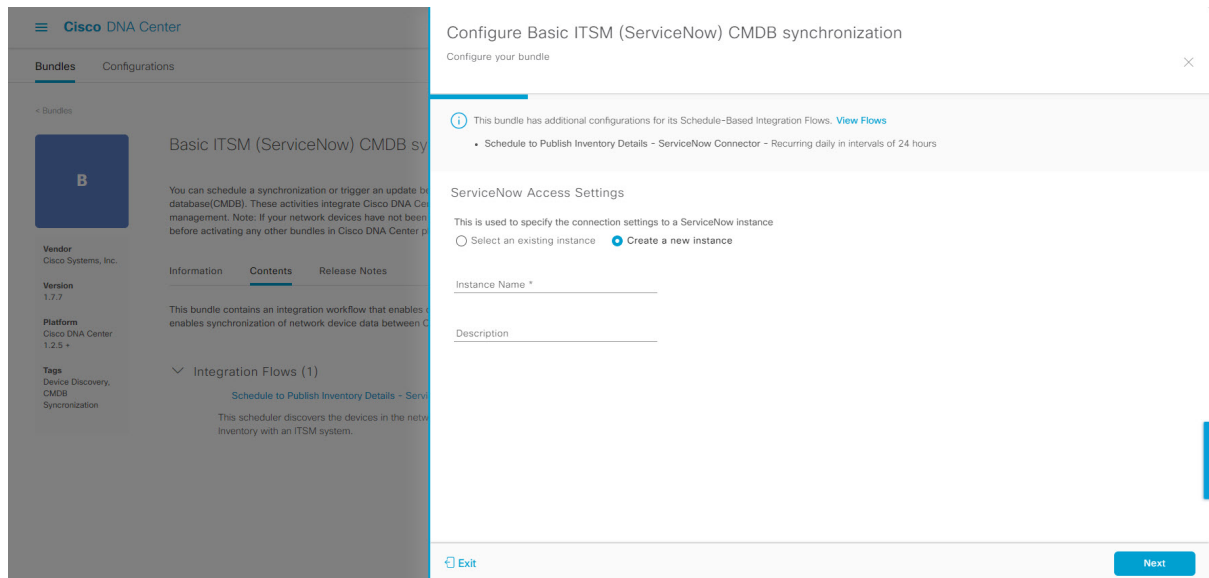 Cisco DNA Center
Bundles Configurations
< Bundles
B
Vendor
Cisco Systems, Inc.
Version
1.7.7
Platform
Cisco DNA Center
1.2.5 +
Tags
Device Discovery,
CMDB
Syncronization
Basic ITSM (ServiceNow) CMDB sy
You can schedule a synchronization or trigger an update be
database(CMDB). These activities integrate Cisco DNA Cen
management. Note: If your network devices have not been
before activating any other bundles in Cisco DNA Center p
Information Contents Release Notes
This bundle contains an integration workflow that enables
enables synchronization of network device data between C
Integration Flows (1)
Schedule to Publish Inventory Details - Servi
This scheduler discovers the devices in the netw
Inventory with an ITSM system.
Configure Basic ITSM (ServiceNow) CMDB synchronization
Configure your bundle
This bundle has additional configurations for its Schedule-Based Integration Flows. View Flows
• Schedule to Publish Inventory Details - ServiceNow Connector - Recurring daily in intervals of 24 hours
ServiceNow Access Settings
This is used to specify the connection settings to a ServiceNow instance
Select an existing instance Create a new instance
Instance Name *
Description
Exit
Next